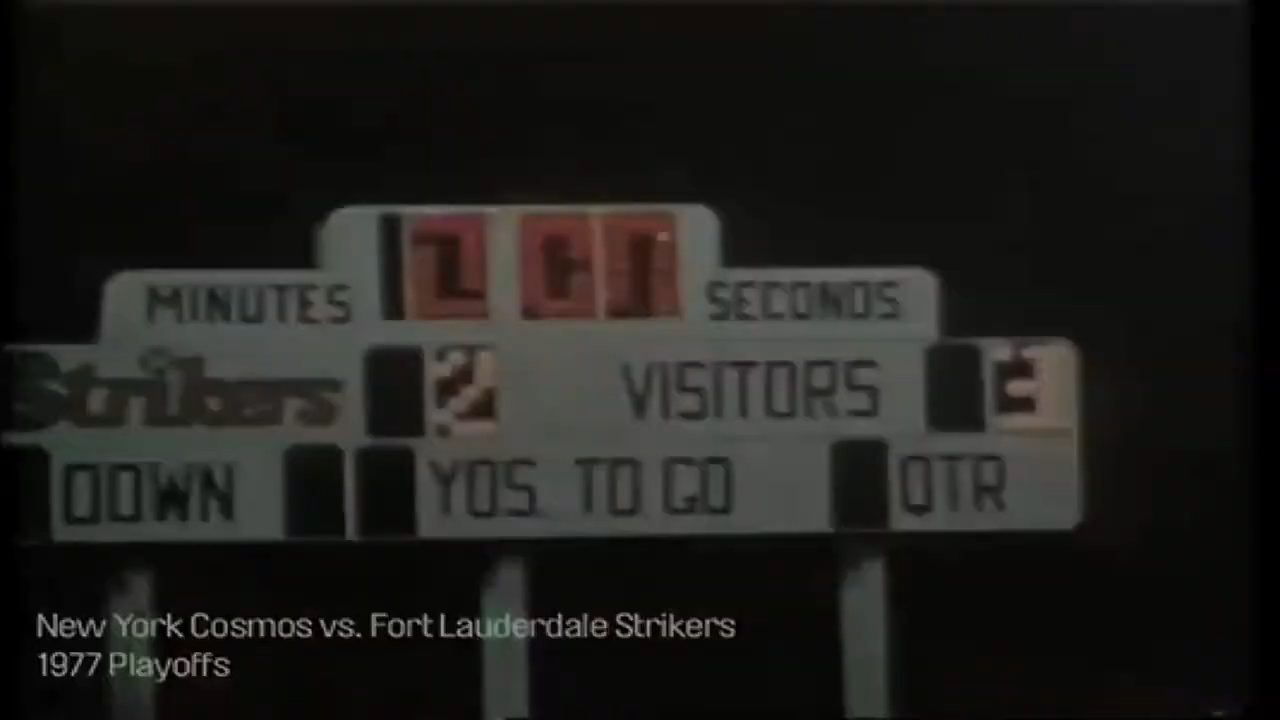 MINUTES
SECONDS
Strikers 2 VISITORS
DOWN YDS. TO GO QTR
New York Cosmos vs. Fort Lauderdale Strikers
1977 Playoffs